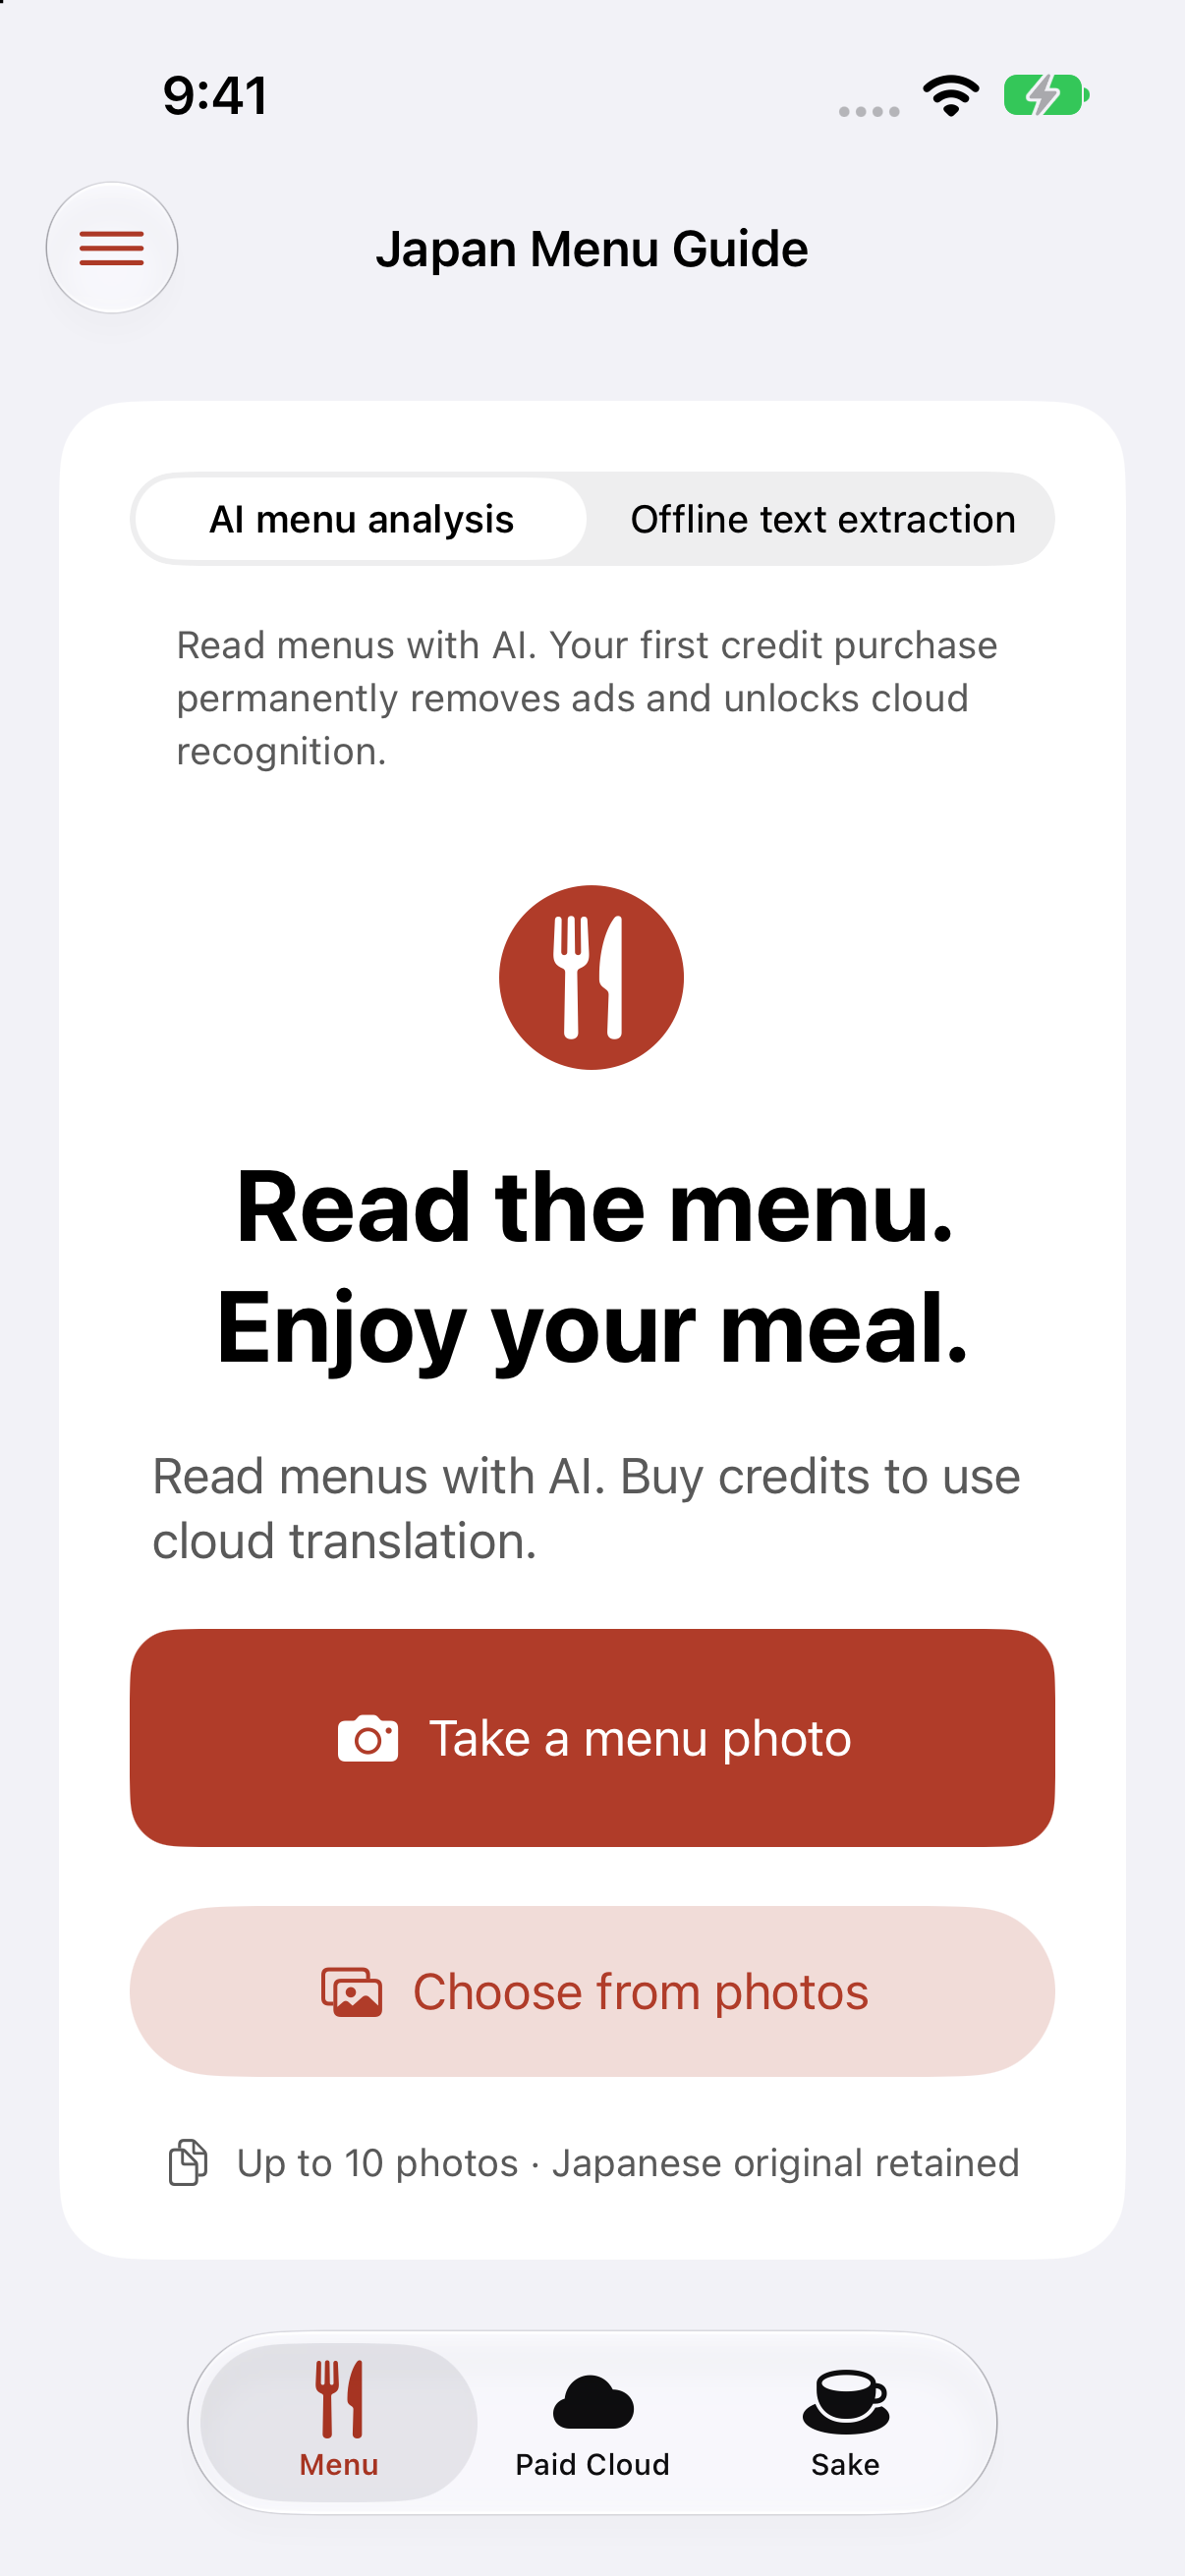 9:41
Japan Menu Guide
AI menu analysis
Offline text extraction
Read menus with AI. Your first credit purchase
permanently removes ads and unlocks cloud
recognition.
Read the menu.
Enjoy your meal.
Read menus with AI. Buy credits to use
cloud translation.
Take a menu photo
Choose from photos
Up to 10 photos · Japanese original retained
Menu
Paid Cloud
Sake